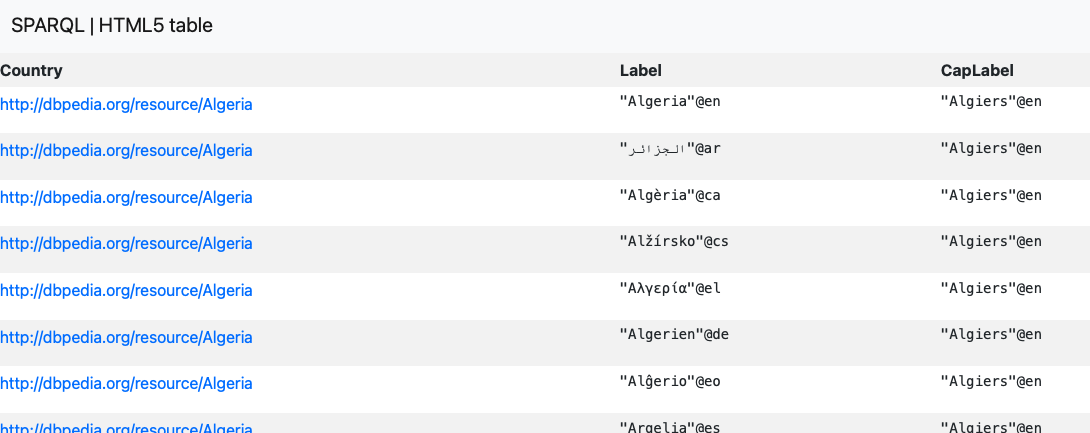 SPARQL | HTML5 table
Country Label CapLabel
http://dbpedia.org/resource/Algeria "Algeria"@en "Algiers"@en
http://dbpedia.org/resource/Algeria "الجزائر"@ar "Algiers"@en
http://dbpedia.org/resource/Algeria "Algèria"@ca "Algiers"@en
http://dbpedia.org/resource/Algeria "Alžírsko"@cs "Algiers"@en
http://dbpedia.org/resource/Algeria "Αλγερία"@el "Algiers"@en
http://dbpedia.org/resource/Algeria "Algerien"@de "Algiers"@en
http://dbpedia.org/resource/Algeria "Alĝerio"@eo "Algiers"@en
http://dbpedia.org/resource/Algeria "Argelia"@es "Algiers"@en